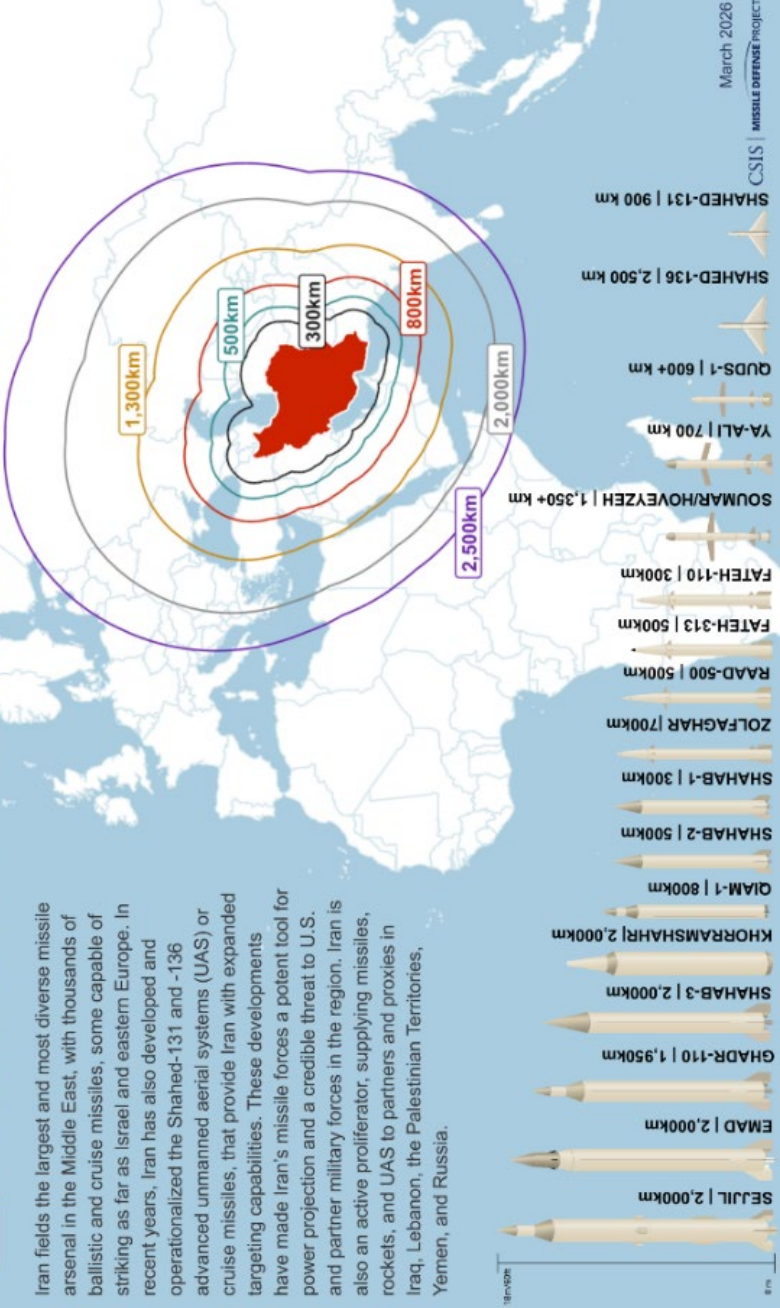 Iran fields the largest and most diverse missile
arsenal in the Middle East, with thousands of
ballistic and cruise missiles, some capable of
striking as far as Israel and eastern Europe. In
recent years, Iran has also developed and
operationalized the Shahed-131 and -136
advanced unmanned aerial systems (UAS) or
cruise missiles, that provide Iran with expanded
targeting capabilities. These developments
have made Iran's missile forces a potent tool for
power projection and a credible threat to U.S.
and partner military forces in the region. Iran is
also an active proliferator, supplying missiles,
rockets, and UAS to partners and proxies in
Iraq, Lebanon, the Palestinian Territories,
Yemen, and Russia.
1,300km
500km
300km
800km
2,000km
2,500km
18m/60ft
0 m
SEJJIL | 2,000km
EMAD | 2,000km
GHADR-110 | 1,950km
SHAHAB-3 | 2,000km
KHORRAMSHAHR| 2,000km
QIAM-1 | 800km
SHAHAB-2 | 500km
SHAHAB-1 | 300km
ZOLFAGHAR |700km
RAAD-500 | 500km
FATEH-313 | 500km
FATEH-110 | 300km
SOUMAR/HOVEYZEH | 1,350+ km
YA-ALI | 700 km
QUDS-1 | 600+ km
SHAHED-136 | 2,500 km
SHAHED-131 | 900 km
March 2026
CSIS | MISSILE DEFENSE PROJECT